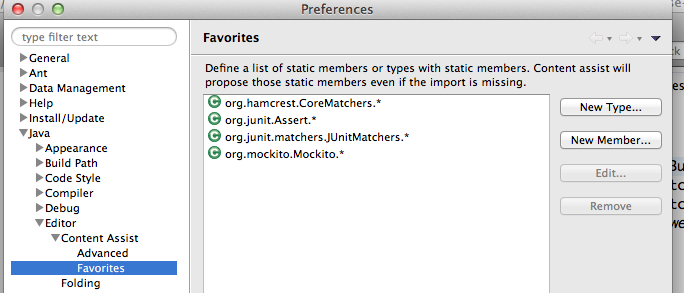 Preferences
type filter text
General
Ant
Data Management
Help
Install/Update
Java
Appearance
Build Path
Code Style
Compiler
Debug
Editor
Content Assist
Advanced
Favorites
Folding
Favorites
Define a list of static members or types with static members. Content assist will
propose those static members even if the import is missing.
org.hamcrest.CoreMatchers.*
org.junit.Assert.*
org.junit.matchers.JUnitMatchers.*
org.mockito.Mockito.*
New Type...
New Member...
Edit...
Remove